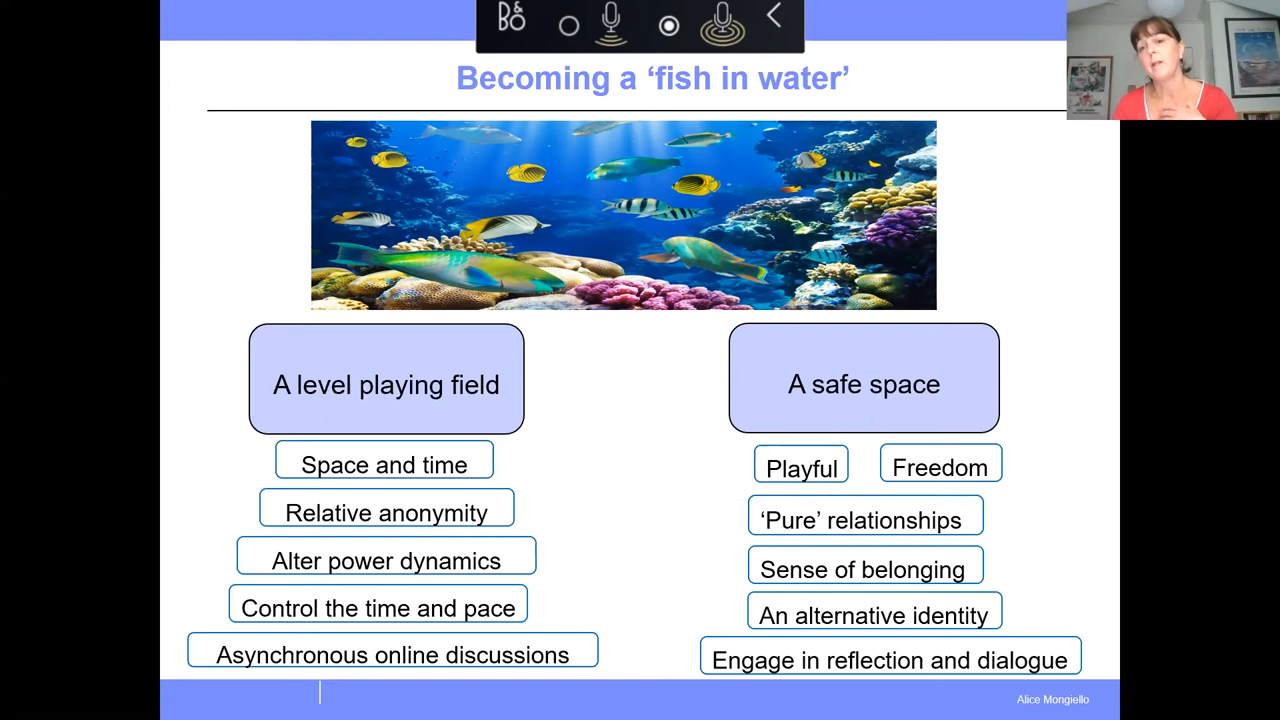 B&O
Becoming a ‘fish in water’
A level playing field
Space and time
Relative anonymity
Alter power dynamics
Control the time and pace
Asynchronous online discussions
A safe space
Playful
Freedom
‘Pure’ relationships
Sense of belonging
An alternative identity
Engage in reflection and dialogue
Alice Mongiello